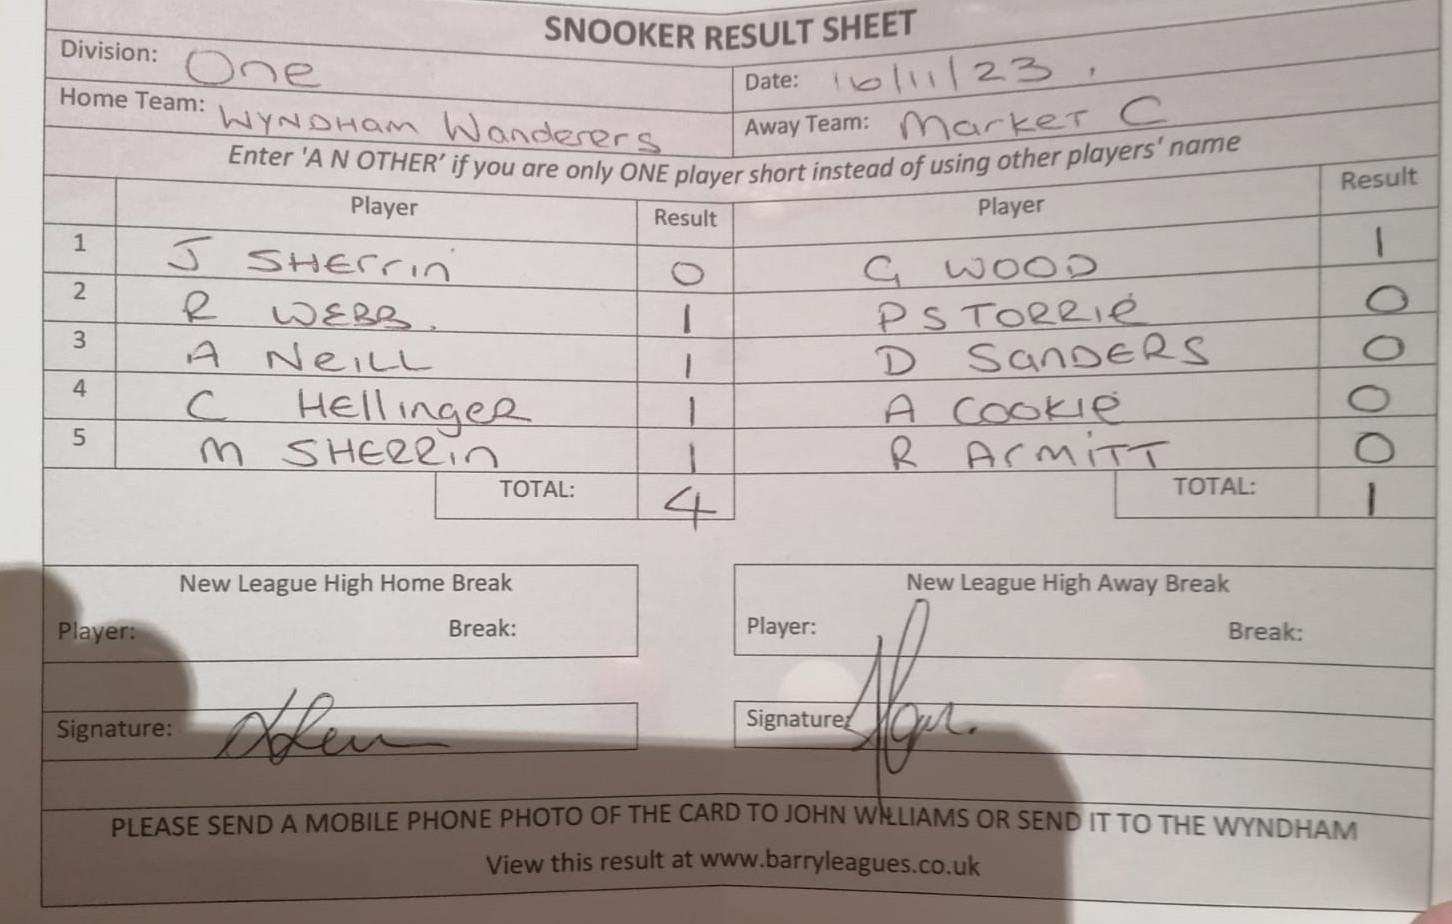 SNOOKER RESULT SHEET
Division: One Date: 16/11/23.
Home Team: WYNDHAM Wanderers Away Team: Market C
Enter 'A N OTHER' if you are only ONE player short instead of using other players' name
Player Result Player Result
1 J SHerrin 0 G WOOD 1
2 R WEBB. 1 P STORRIE 0
3 A NeILL 1 D SanDERS 0
4 C HEllingeR 1 A COOKIE 0
5 M SHERRin 1 R ArmiTT 0
TOTAL: 4 TOTAL: 1
New League High Home Break New League High Away Break
Player: Break: Player: Break:
Signature: Signature:
PLEASE SEND A MOBILE PHONE PHOTO OF THE CARD TO JOHN WILLIAMS OR SEND IT TO THE WYNDHAM
View this result at www.barryleagues.co.uk